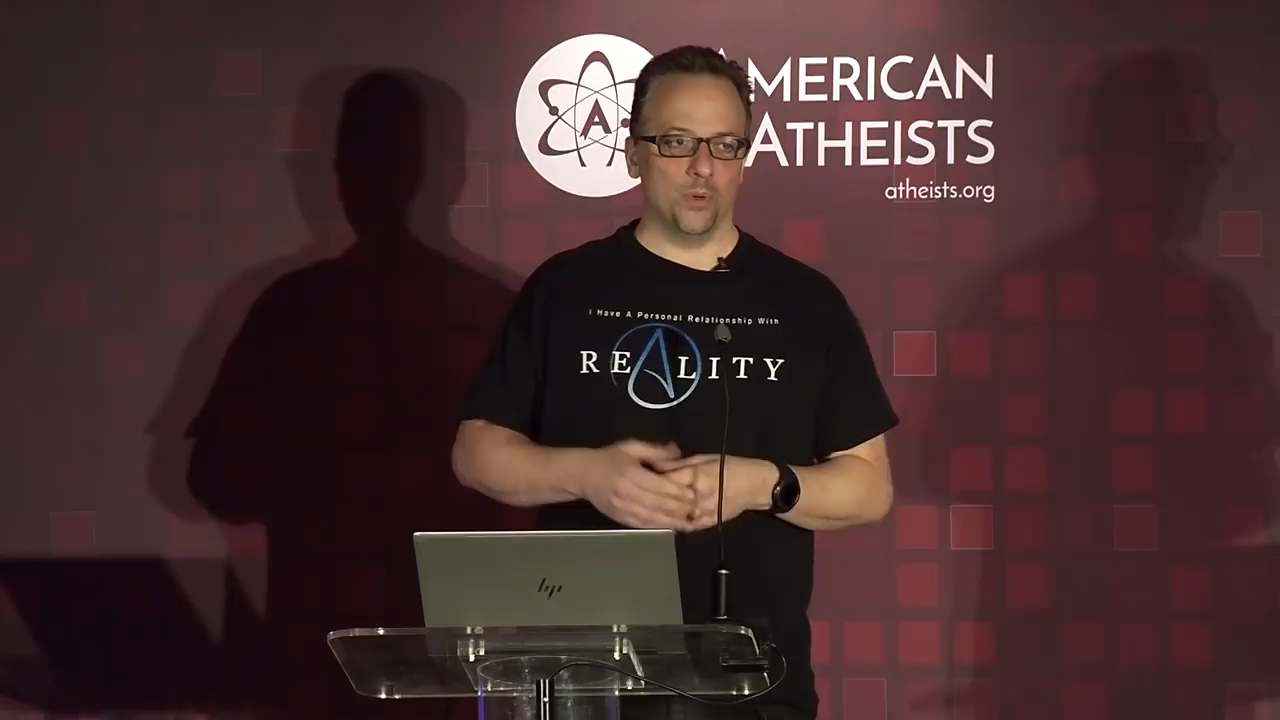 AMERICAN
ATHEISTS
atheists.org
A
I Have A Personal Relationship With
REALITY
hp